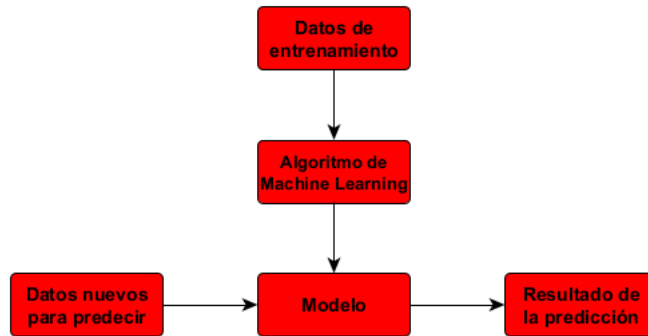 Datos de
entrenamiento
Algoritmo de
Machine Learning
Datos nuevos
para predecir
Modelo
Resultado de
la predicción